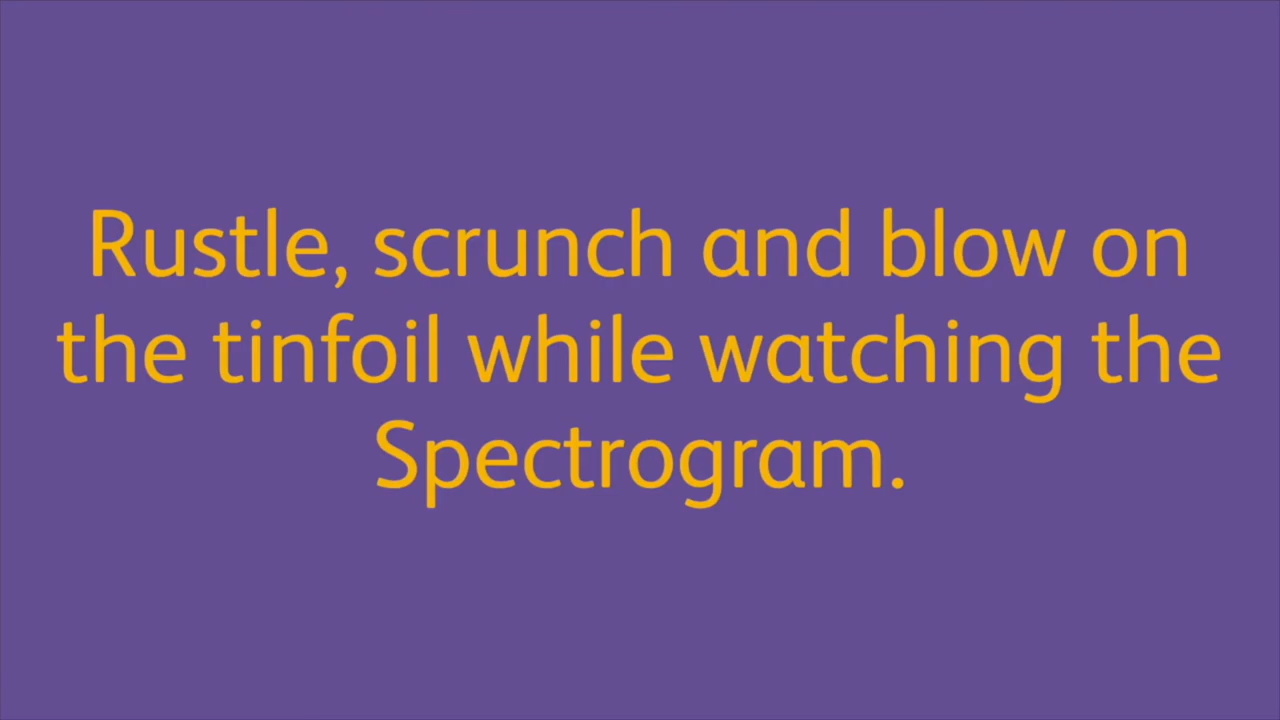 Rustle, scrunch and blow on
the tinfoil while watching the
Spectrogram.